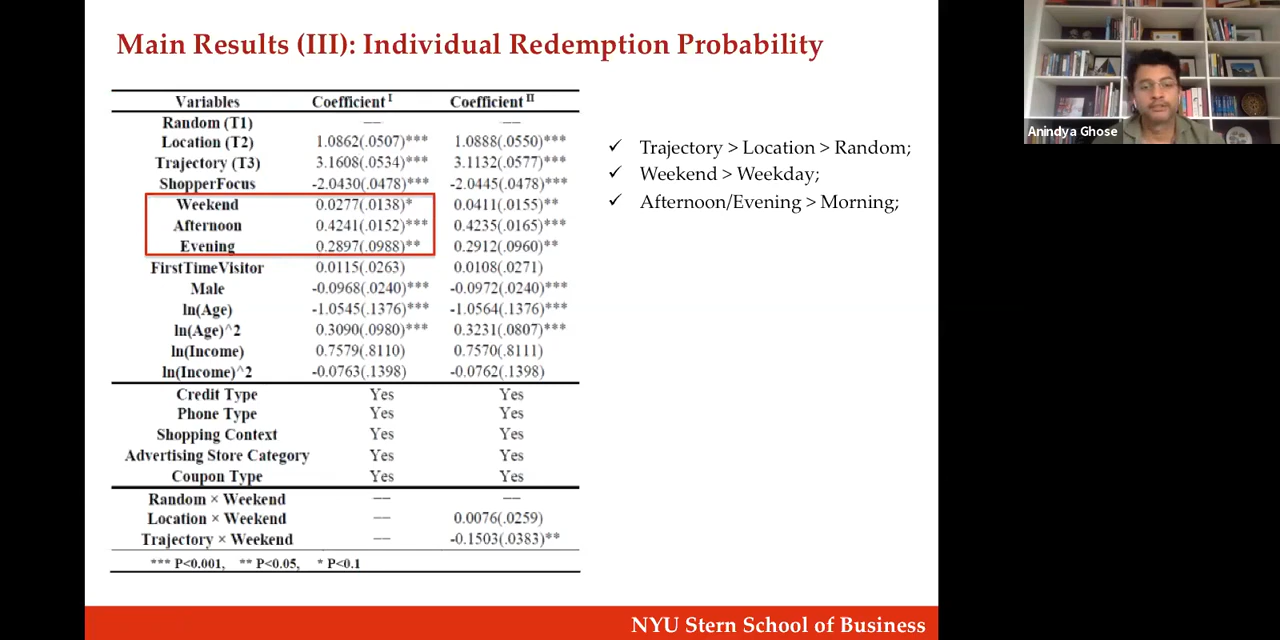 Main Results (III): Individual Redemption Probability
Variables Coefficient I Coefficient II
Random (T1) — —
Location (T2) 1.0862(.0507)*** 1.0888(.0550)***
Trajectory (T3) 3.1608(.0534)*** 3.1132(.0577)***
ShopperFocus -2.0430(.0478)*** -2.0445(.0478)***
Weekend 0.0277(.0138)* 0.0411(.0155)**
Afternoon 0.4241(.0152)*** 0.4235(.0165)***
Evening 0.2897(.0988)** 0.2912(.0960)**
FirstTimeVisitor 0.0115(.0263) 0.0108(.0271)
Male -0.0968(.0240)*** -0.0972(.0240)***
ln(Age) -1.0545(.1376)*** -1.0564(.1376)***
ln(Age)^2 0.3090(.0980)*** 0.3231(.0807)***
ln(Income) 0.7579(.8110) 0.7570(.8111)
ln(Income)^2 -0.0763(.1398) -0.0762(.1398)
Credit Type Yes Yes
Phone Type Yes Yes
Shopping Context Yes Yes
Advertising Store Category Yes Yes
Coupon Type Yes Yes
Random × Weekend — —
Location × Weekend — 0.0076(.0259)
Trajectory × Weekend — -0.1503(.0383)**
*** P<0.001, ** P<0.05, * P<0.1
✓ Trajectory > Location > Random;
✓ Weekend > Weekday;
✓ Afternoon/Evening > Morning;
Anindya Ghose
NYU Stern School of Business